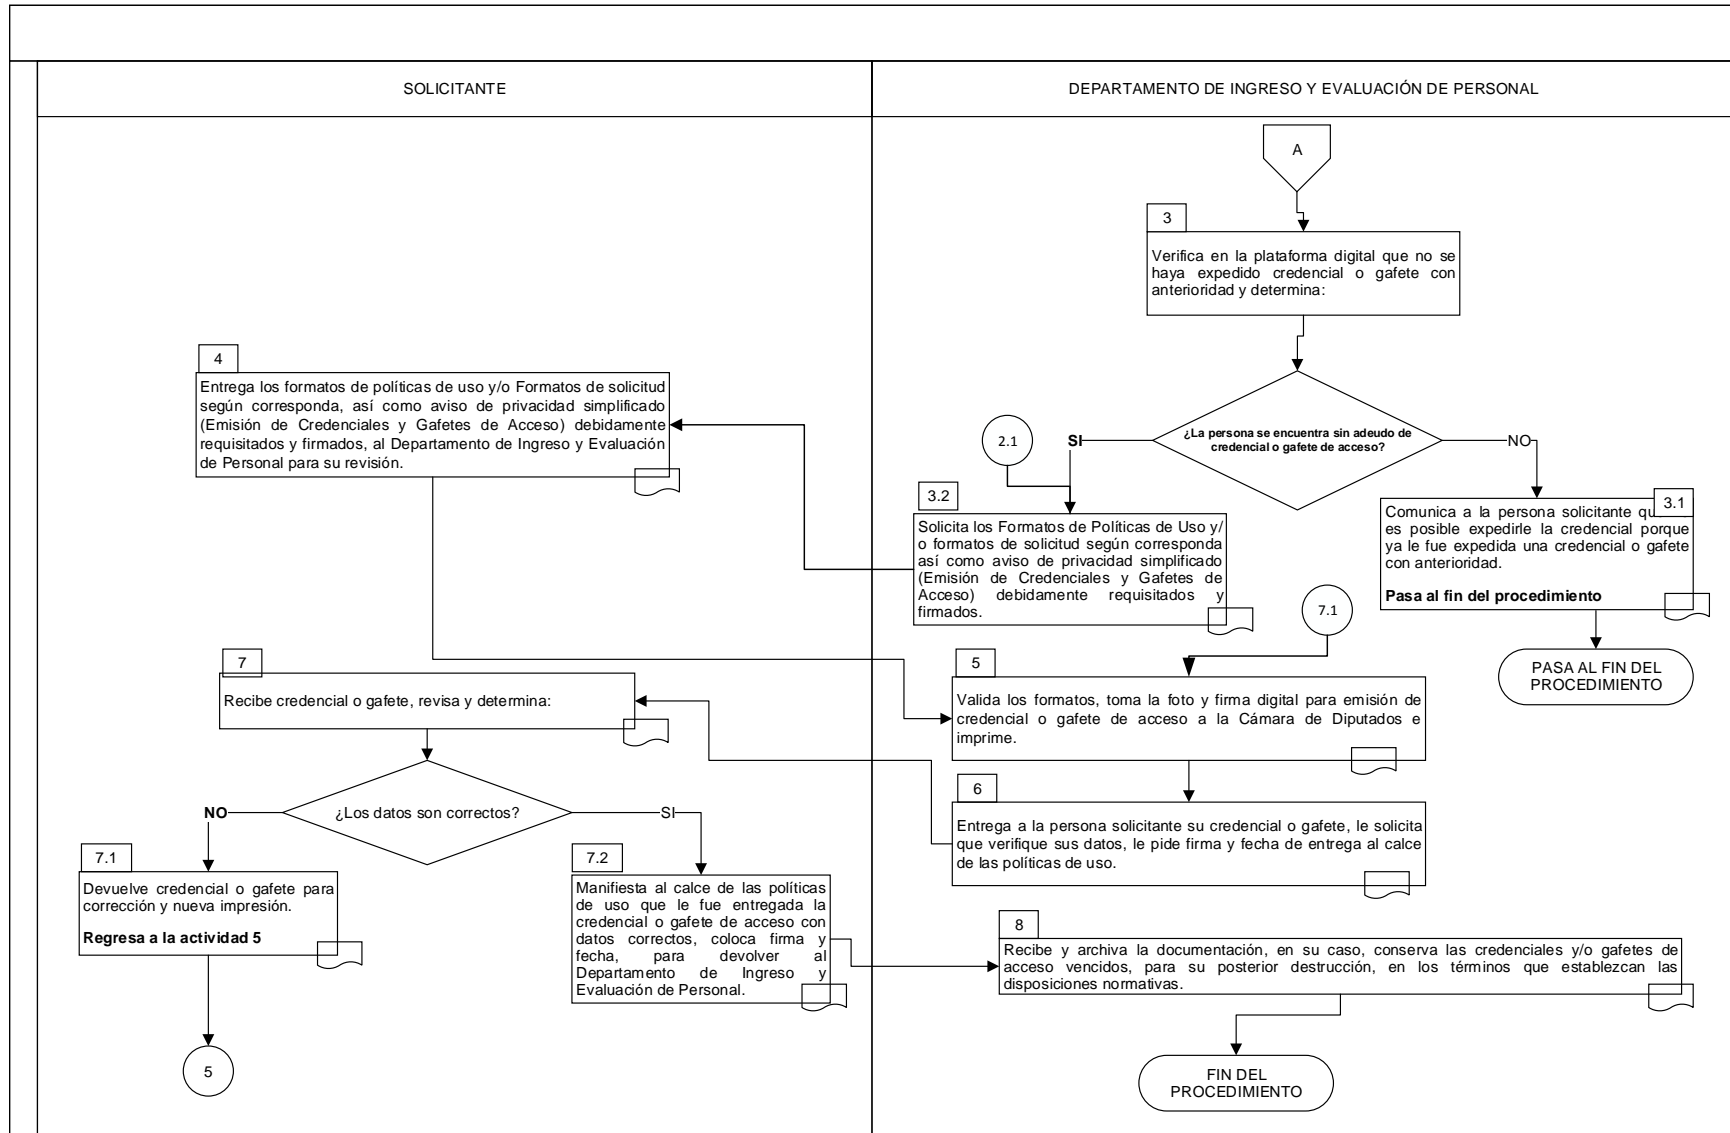 SOLICITANTE
DEPARTAMENTO DE INGRESO Y EVALUACIÓN DE PERSONAL
A
3
Verifica en la plataforma digital que no se
haya expedido credencial o gafete con
anterioridad y determina:
4
Entrega los formatos de políticas de uso y/o Formatos de solicitud
según corresponda, así como aviso de privacidad simplificado
(Emisión de Credenciales y Gafetes de Acceso) debidamente
requisitados y firmados, al Departamento de Ingreso y Evaluación
de Personal para su revisión.
2.1
SI
¿La persona se encuentra sin adeudo de
credencial o gafete de acceso?
NO
3.2
Solicita los Formatos de Políticas de Uso y/
o formatos de solicitud según corresponda
así como aviso de privacidad simplificado
(Emisión de Credenciales y Gafetes de
Acceso) debidamente requisitados y
firmados.
3.1
Comunica a la persona solicitante
es posible expedirle la credencial porque
ya le fue expedida una credencial o gafete
con anterioridad.
Pasa al fin del procedimiento
7.1
PASA AL FIN DEL
PROCEDIMIENTO
7
Recibe credencial o gafete, revisa y determina:
5
Valida los formatos, toma la foto y firma digital para emisión de
credencial o gafete de acceso a la Cámara de Diputados e
imprime.
6
Entrega a la persona solicitante su credencial o gafete, le solicita
que verifique sus datos, le pide firma y fecha de entrega al calce
de las políticas de uso.
NO
¿Los datos son correctos?
SI
7.1
Devuelve credencial o gafete para
corrección y nueva impresión.
Regresa a la actividad 5
7.2
Manifiesta al calce de las políticas
de uso que le fue entregada la
credencial o gafete de acceso con
datos correctos, coloca firma y
fecha, para devolver al
Departamento de Ingreso y
Evaluación de Personal.
8
Recibe y archiva la documentación, en su caso, conserva las credenciales y/o gafetes de
acceso vencidos, para su posterior destrucción, en los términos que establezcan las
disposiciones normativas.
5
FIN DEL
PROCEDIMIENTO